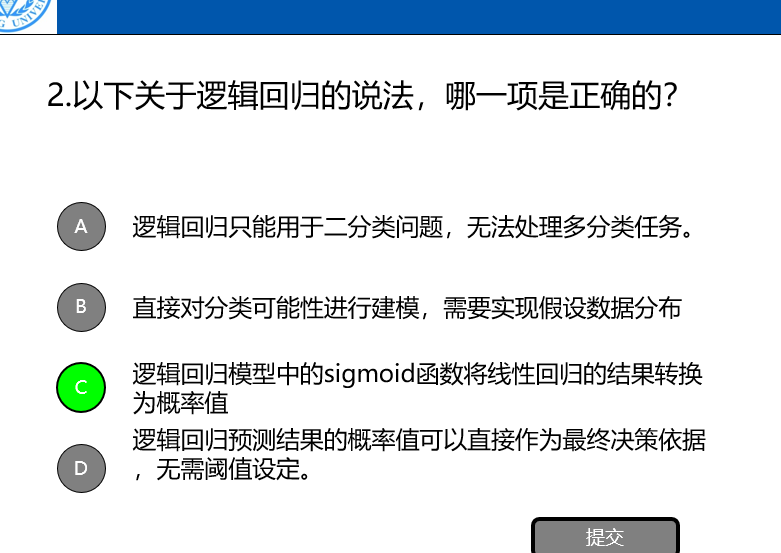 G UNIVE
2.以下关于逻辑回归的说法，哪一项是正确的？
A 逻辑回归只能用于二分类问题，无法处理多分类任务。
B 直接对分类可能性进行建模，需要实现假设数据分布
C 逻辑回归模型中的sigmoid函数将线性回归的结果转换
为概率值
D 逻辑回归预测结果的概率值可以直接作为最终决策依据
，无需阈值设定。
提交